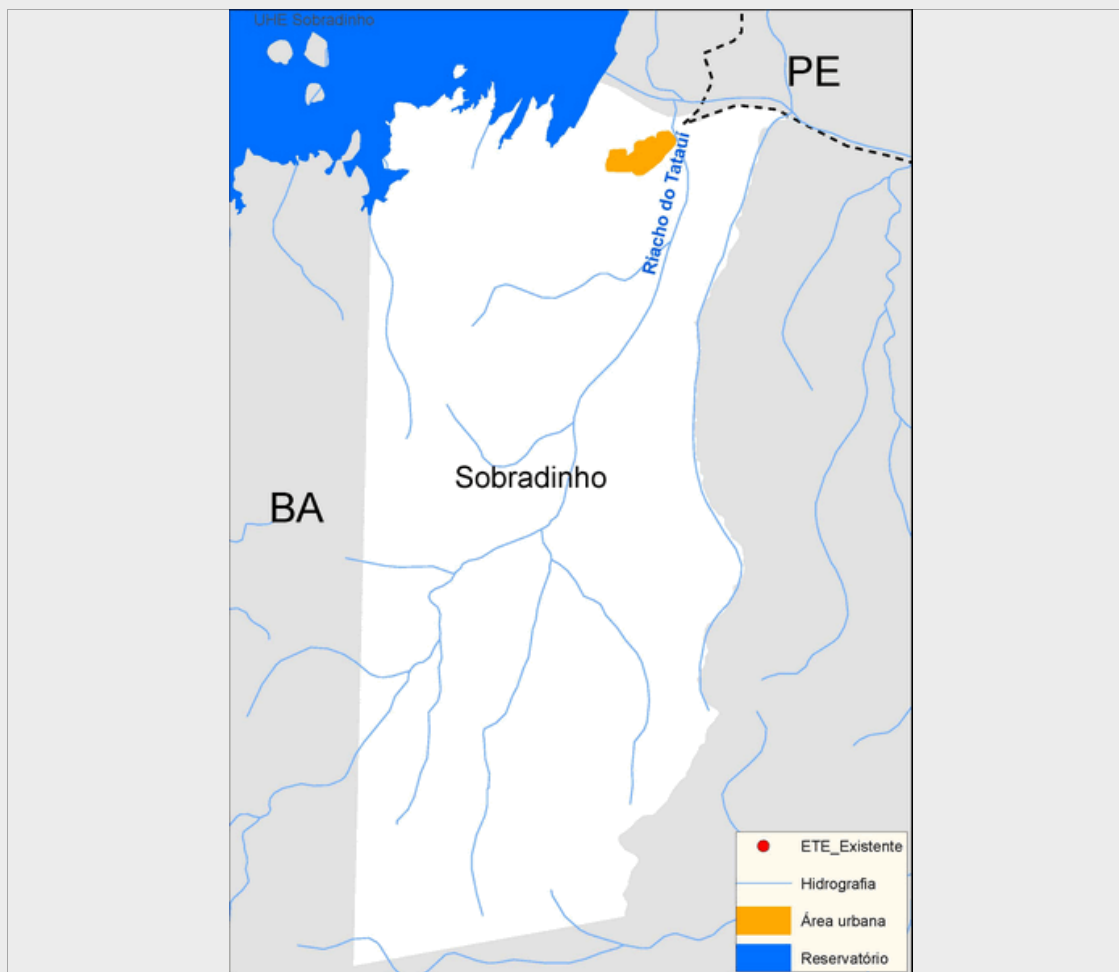 UHE Sobradinho
PE
Riacho do Tatauí
Sobradinho
BA
ETE_Existente
Hidrografia
Área urbana
Reservatório